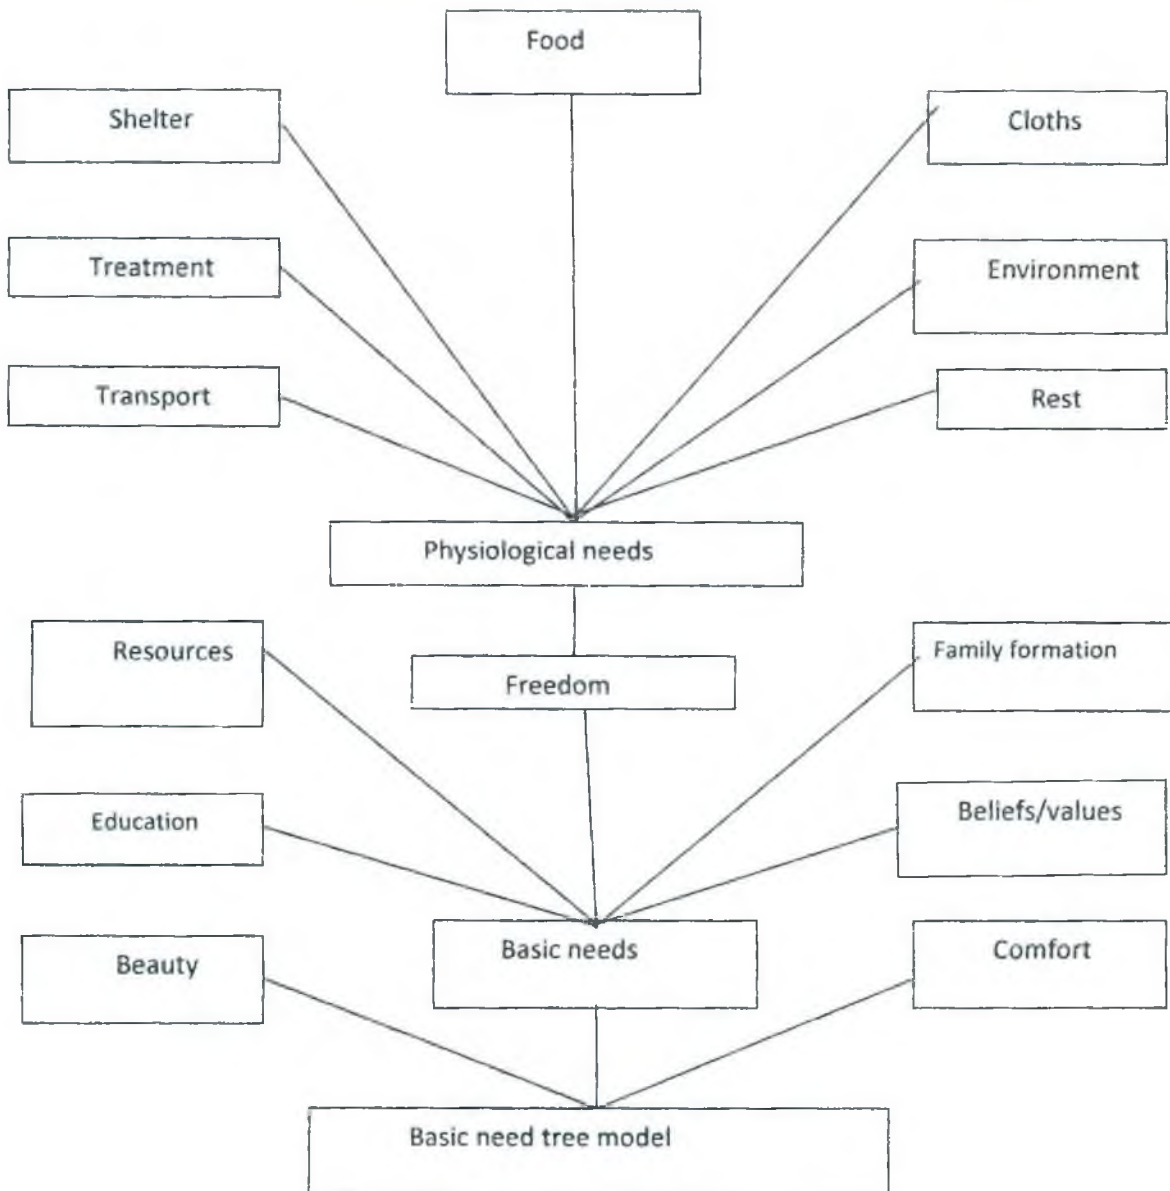 Food
Shelter
Cloths
Treatment
Environment
Transport
Rest
Physiological needs
Resources
Family formation
Freedom
Education
Beliefs/values
Beauty
Basic needs
Comfort
Basic need tree model